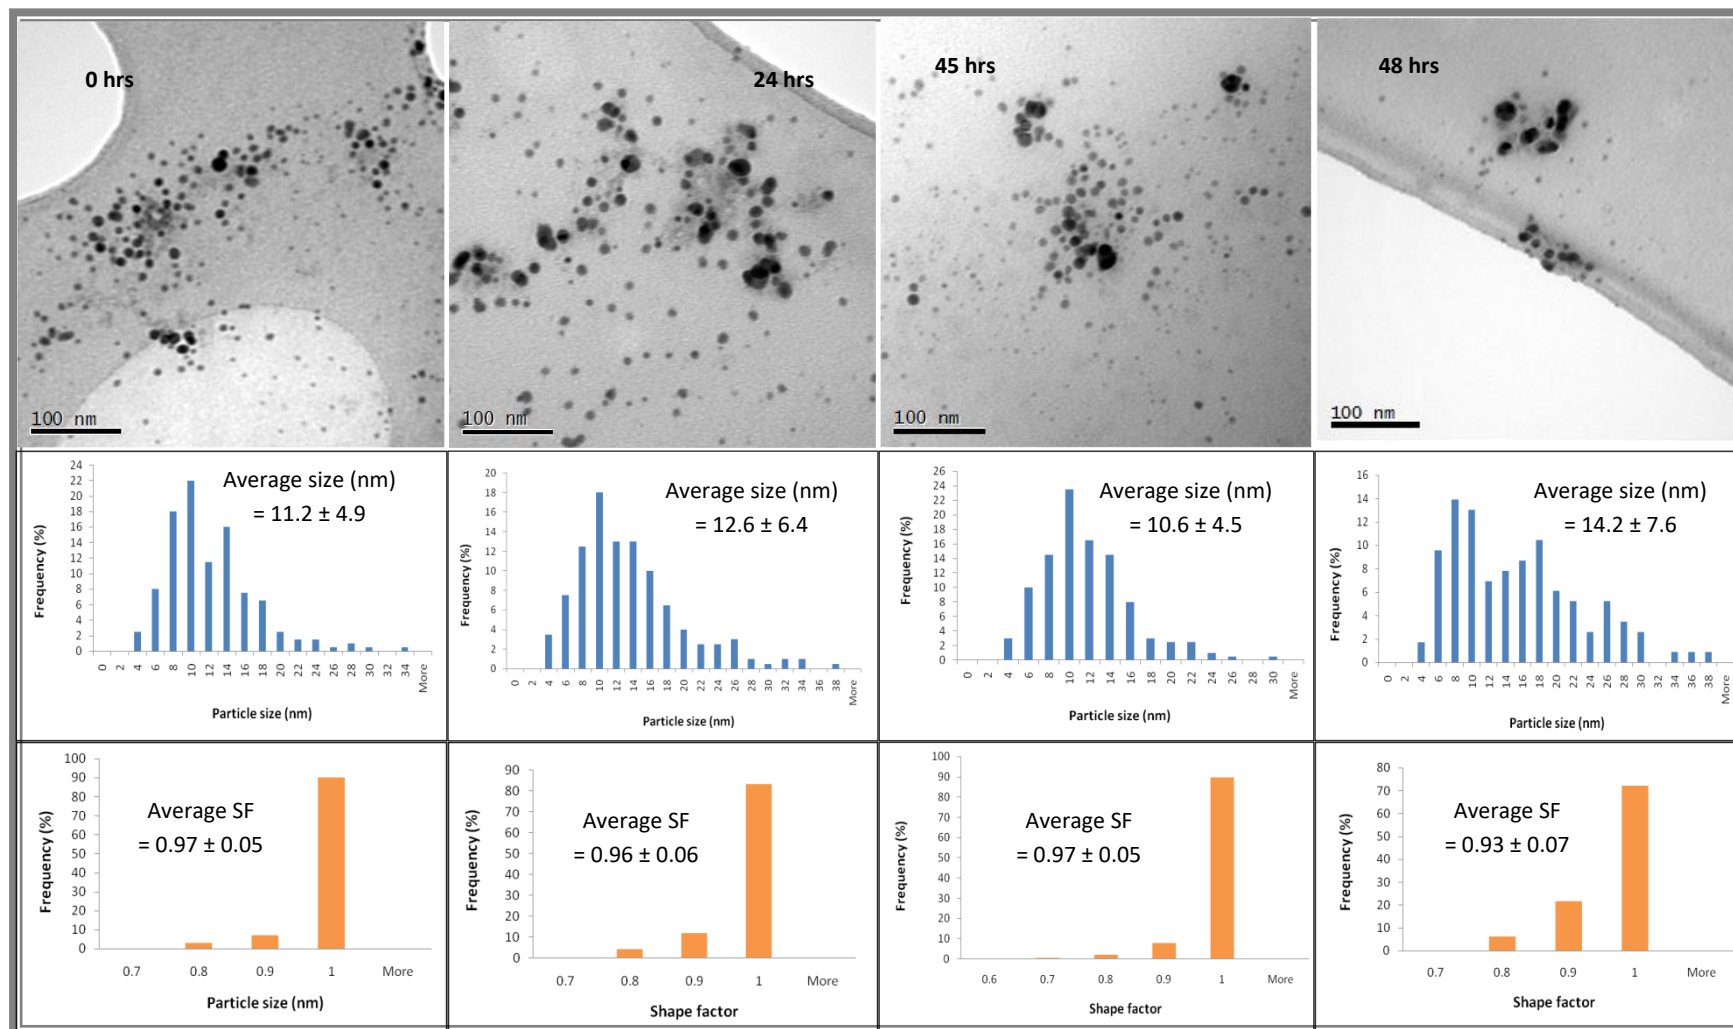 0 hrs
24 hrs
45 hrs
48 hrs
100 nm
100 nm
100 nm
100 nm
Average size (nm)
= 11.2 ± 4.9
Frequency (%)
24
22
20
18
16
14
12
10
8
6
4
2
0
0 2 4 6 8 10 12 14 16 18 20 22 24 26 28 30 34 More
Particle size (nm)
Average size (nm)
= 12.6 ± 6.4
Frequency (%)
20
18
16
14
12
10
8
6
4
2
0
4 6 8 10 12 14 16 18 20 22 24 26 28 30 32 34 36 38 More
Particle size (nm)
Average size (nm)
= 10.6 ± 4.5
Frequency (%)
26
24
22
20
18
16
14
12
10
8
6
4
2
0
0 2 4 6 8 10 12 14 16 18 20 22 24 26 30 More
Particle size (nm)
Average size (nm)
= 14.2 ± 7.6
Frequency (%)
16
14
12
10
8
6
4
2
0
0 2 4 6 8 10 12 14 16 18 20 22 24 26 28 30 34 36 38 More
Particle size (nm)
Average SF
= 0.97 ± 0.05
Frequency (%)
100
90
80
70
60
50
40
30
20
10
0
0.7 0.8 0.9 1 More
Particle size (nm)
Average SF
= 0.96 ± 0.06
Frequency (%)
90
80
70
60
50
40
30
20
10
0
0.7 0.8 0.9 1 More
Shape factor
Average SF
= 0.97 ± 0.05
Frequency (%)
100
90
80
70
60
50
40
30
20
10
0
0.6 0.7 0.8 0.9 1 More
Shape factor
Average SF
= 0.93 ± 0.07
Frequency (%)
80
70
60
50
40
30
20
10
0
0.7 0.8 0.9 1 More
Shape factor